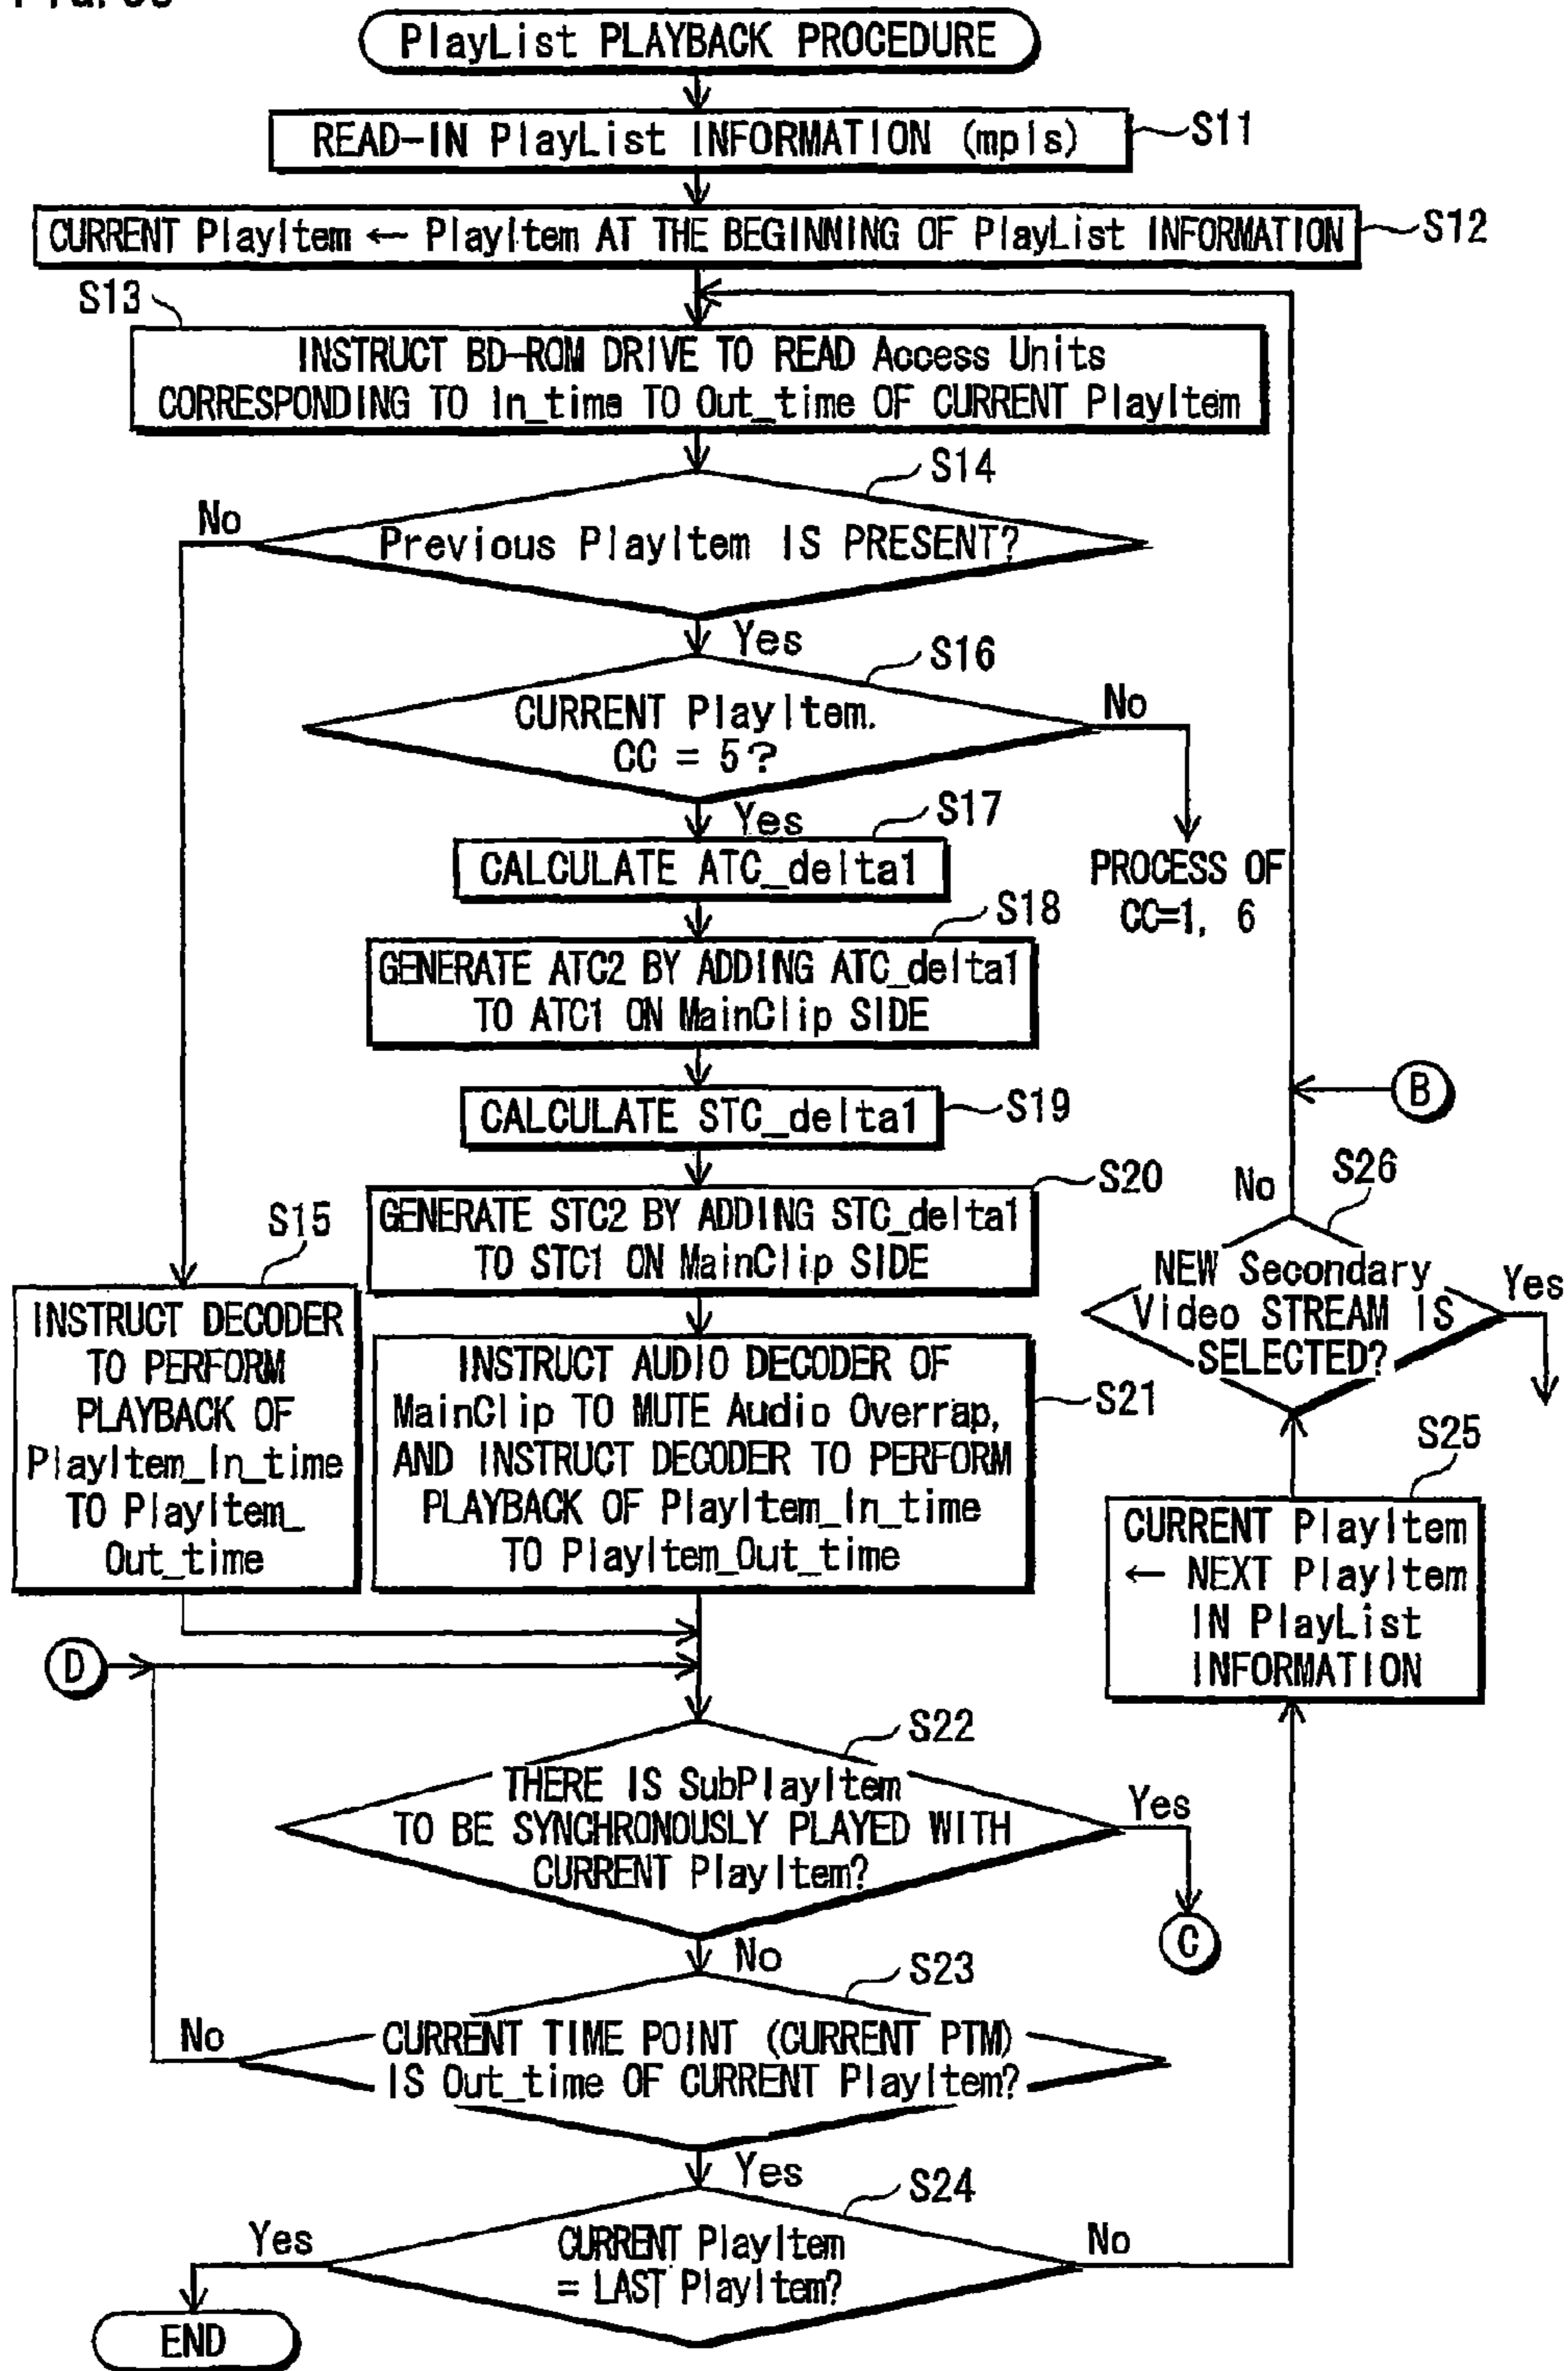 PlayList PLAYBACK PROCEDURE
READ-IN PlayList INFORMATION (mpls)
S11
CURRENT PlayItem ← PlayItem AT THE BEGINNING OF PlayList INFORMATION
S12
S13
INSTRUCT BD-ROM DRIVE TO READ Access Units
CORRESPONDING TO In_time TO Out_time OF CURRENT PlayItem
S14
No
Previous PlayItem IS PRESENT?
Yes
S16
CURRENT PlayItem.
CC = 5?
No
Yes
S17
CALCULATE ATC_delta1
PROCESS OF
CC=1, 6
S18
GENERATE ATC2 BY ADDING ATC_delta1
TO ATC1 ON MainClip SIDE
CALCULATE STC_delta1
S19
B
S20
GENERATE STC2 BY ADDING STC_delta1
TO STC1 ON MainClip SIDE
No
S26
NEW Secondary
Video STREAM IS
SELECTED?
Yes
S15
INSTRUCT DECODER
TO PERFORM
PLAYBACK OF
PlayItem_In_time
TO PlayItem_
Out_time
INSTRUCT AUDIO DECODER OF
MainClip TO MUTE Audio Overrap,
AND INSTRUCT DECODER TO PERFORM
PLAYBACK OF PlayItem_In_time
TO PlayItem_Out_time
S21
S25
CURRENT PlayItem
← NEXT PlayItem
IN PlayList
INFORMATION
D
S22
THERE IS SubPlayItem
TO BE SYNCHRONOUSLY PLAYED WITH
CURRENT PlayItem?
Yes
C
No
S23
No
CURRENT TIME POINT (CURRENT PTM)
IS Out_time OF CURRENT PlayItem?
Yes
S24
Yes
CURRENT PlayItem
= LAST PlayItem?
No
END